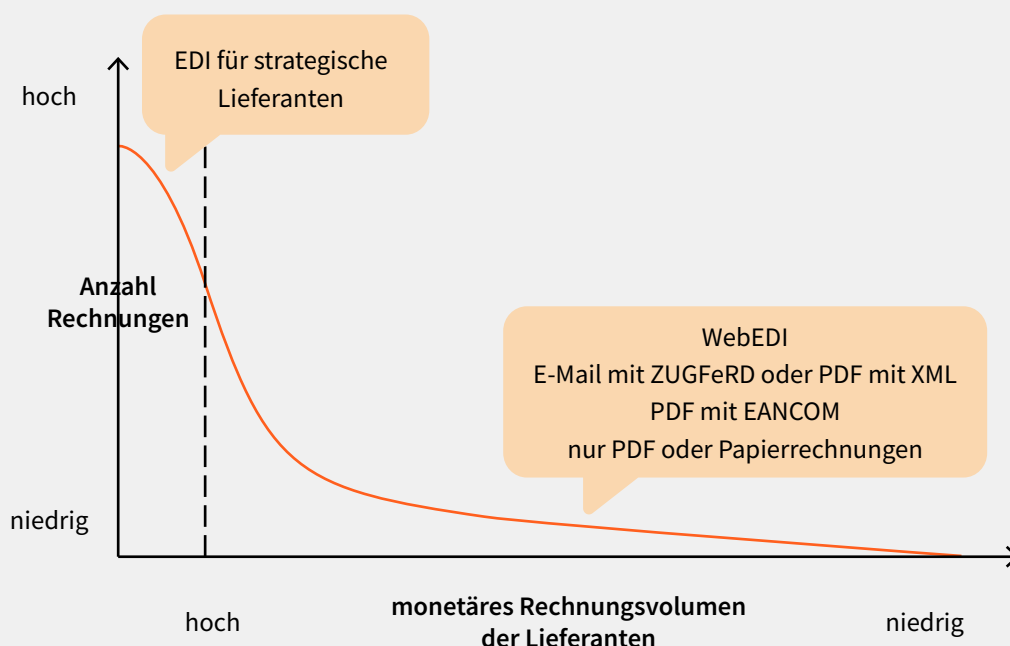 EDI für strategische
Lieferanten
hoch
Anzahl
Rechnungen
WebEDI
E-Mail mit ZUGFeRD oder PDF mit XML
PDF mit EANCOM
nur PDF oder Papierrechnungen
niedrig
hoch
monetäres Rechnungsvolumen
der Lieferanten
niedrig